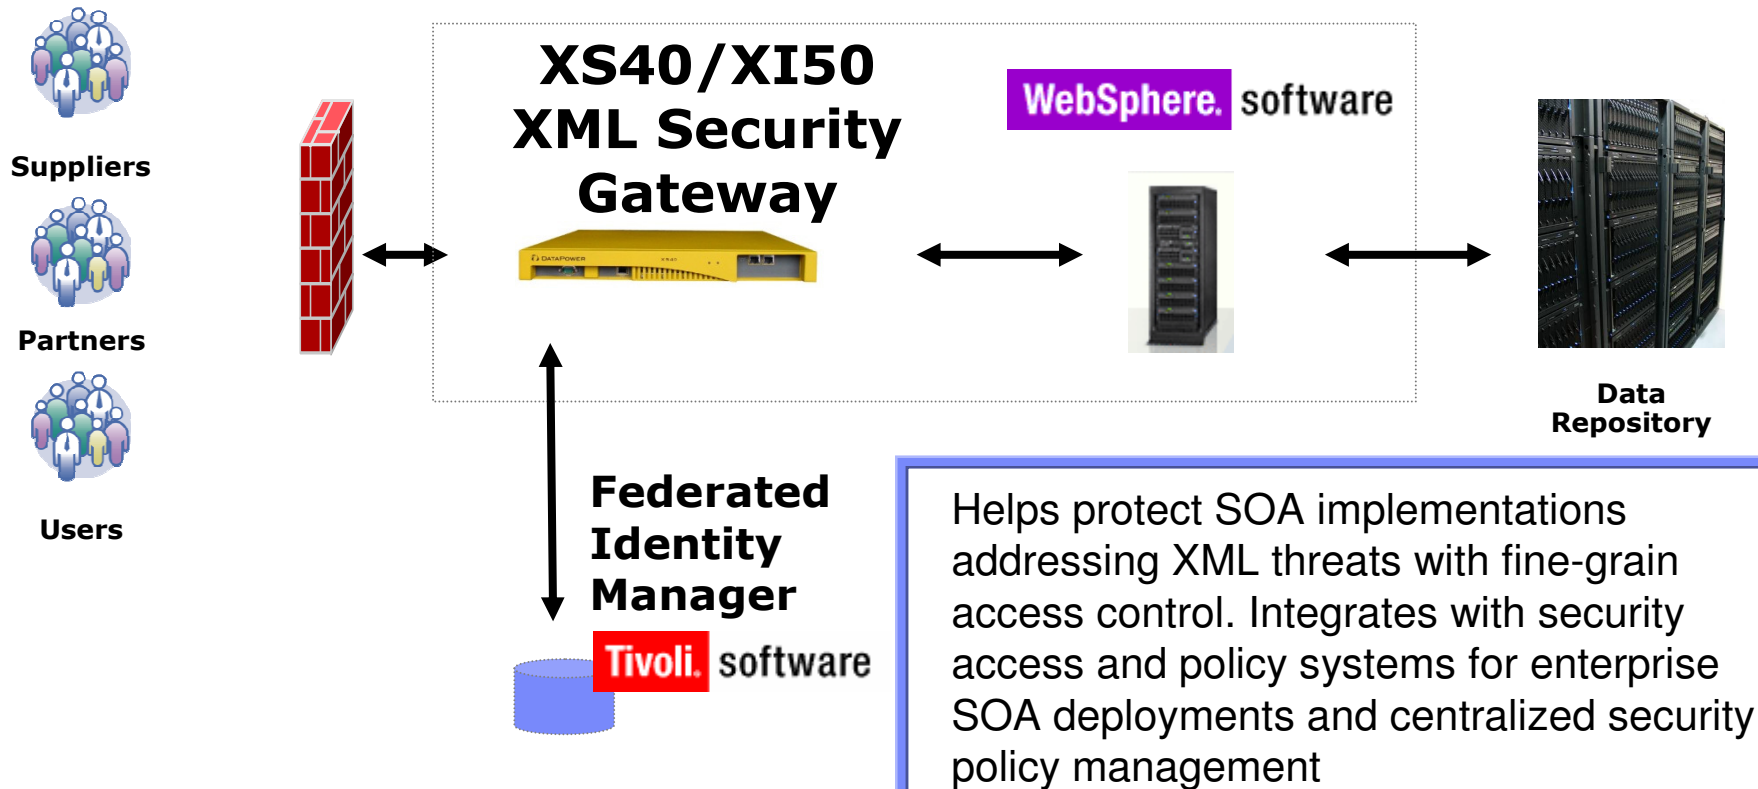 XS40/XI50
XML Security
Gateway
WebSphere. software
Suppliers
Partners
Users
DATAPOWER
XS40
Data
Repository
Federated
Identity
Manager
Tivoli. software
Helps protect SOA implementations
addressing XML threats with fine-grain
access control. Integrates with security
access and policy systems for enterprise
SOA deployments and centralized security
policy management